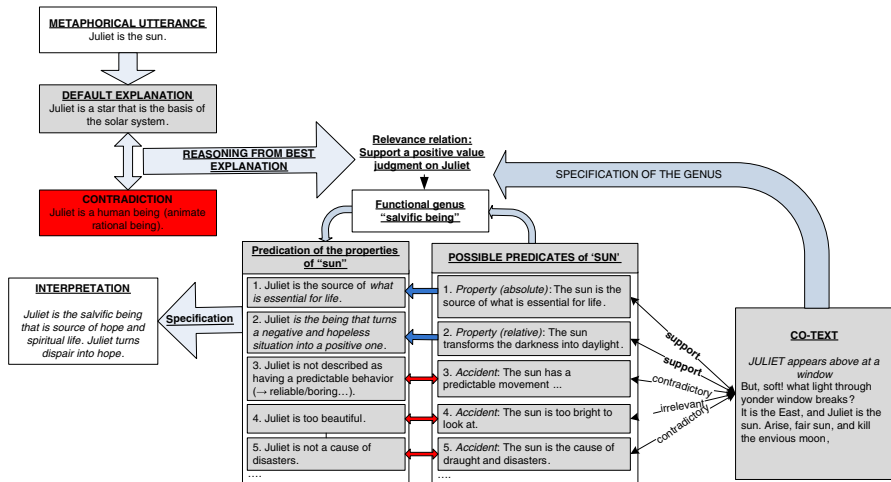 METAPHORICAL UTTERANCE
Juliet is the sun.
DEFAULT EXPLANATION
Juliet is a star that is the basis of
the solar system.
REASONING FROM BEST
EXPLANATION
CONTRADICTION
Juliet is a human being (animate
rational being).
Relevance relation:
Support a positive value
judgment on Juliet
SPECIFICATION OF THE GENUS
Functional genus
“salvific being”
Predication of the properties
of “sun”
1. Juliet is the source of what
is essential for life.
2. Juliet is the being that turns
a negative and hopeless
situation into a positive one.
3. Juliet is not described as
having a predictable behavior
(→ reliable/boring…).
4. Juliet is too beautiful.
5. Juliet is not a cause of
disasters.
....
POSSIBLE PREDICATES OF ‘SUN’
1. Property (absolute): The sun is the
source of what is essential for life.
2. Property (relative): The sun
transforms the darkness into daylight.
3. Accident: The sun has a
predictable movement ...
4. Accident: The sun is too bright to
look at.
5. Accident: The sun is the cause of
draught and disasters.
....
INTERPRETATION
Juliet is the salvific being
that is source of hope and
spiritual life. Juliet turns
dispair into hope.
Specification
support
support
contradictory
irrelevant
contradictory
CO-TEXT
JULIET appears above at a
window
But, soft! what light through
yonder window breaks?
It is the East, and Juliet is the
sun. Arise, fair sun, and kill
the envious moon,